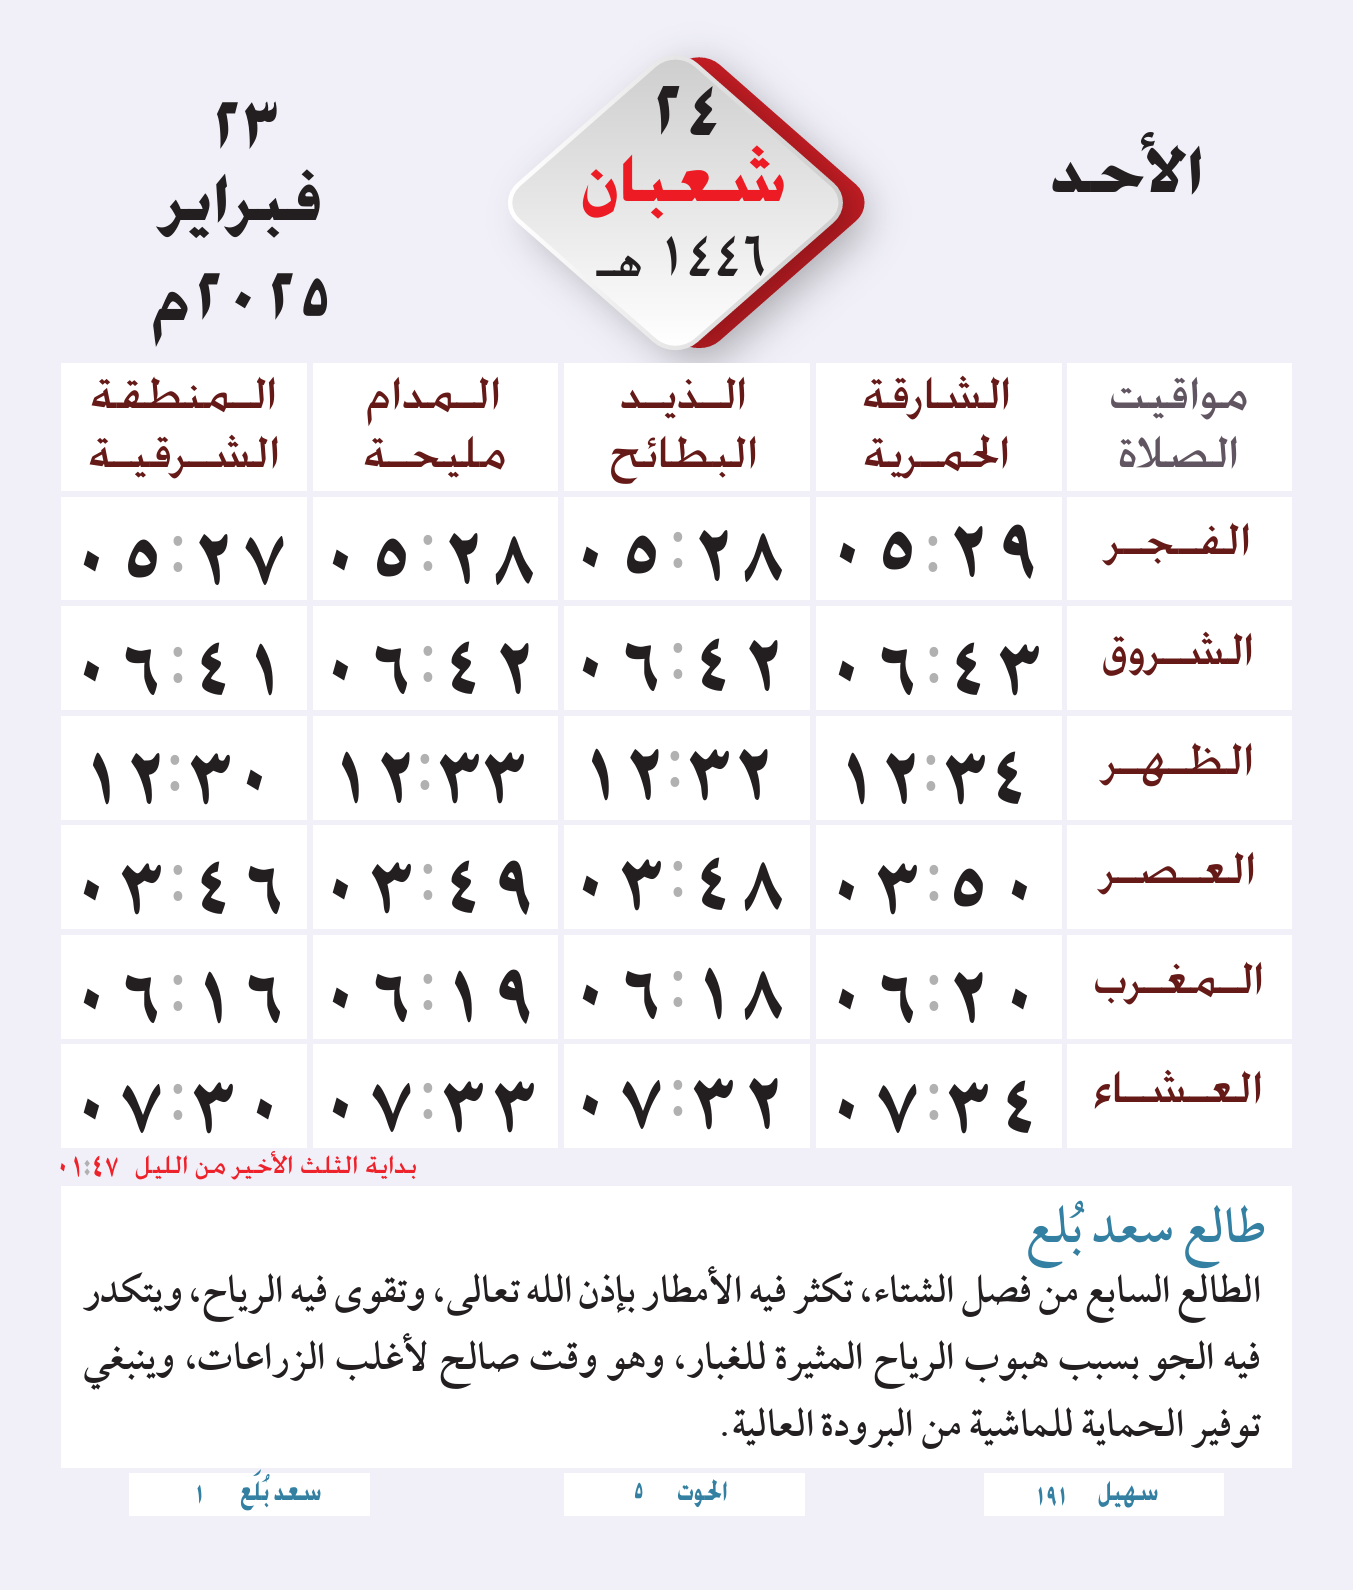 الأحد
٢٤
شعبان
١٤٤٦ هـ
٢٣
فبراير
٢٠٢٥م
مواقيت الصلاة
الشارقة الحمرية
الذيد البطائح
المدام مليحة
المنطقة الشرقية
الفجر ٠٥:٢٩ ٠٥:٢٨ ٠٥:٢٨ ٠٥:٢٧
الشروق ٠٦:٤٣ ٠٦:٤٢ ٠٦:٤٢ ٠٦:٤١
الظهر ١٢:٣٤ ١٢:٣٢ ١٢:٣٣ ١٢:٣٠
العصر ٠٣:٥٠ ٠٣:٤٨ ٠٣:٤٩ ٠٣:٤٦
المغرب ٠٦:٢٠ ٠٦:١٨ ٠٦:١٩ ٠٦:١٦
العشاء ٠٧:٣٤ ٠٧:٣٢ ٠٧:٣٣ ٠٧:٣٠
بداية الثلث الأخير من الليل ٠١:٤٧
طالع سعد بُلع
الطالع السابع من فصل الشتاء، تكثر فيه الأمطار بإذن الله تعالى، وتقوى فيه الرياح، ويتكدر
فيه الجو بسبب هبوب الرياح المثيرة للغبار، وهو وقت صالح لأغلب الزراعات، وينبغي
توفير الحماية للماشية من البرودة العالية.
سهيل ١٩١
الحوت ٥
سعد بُلَع ١